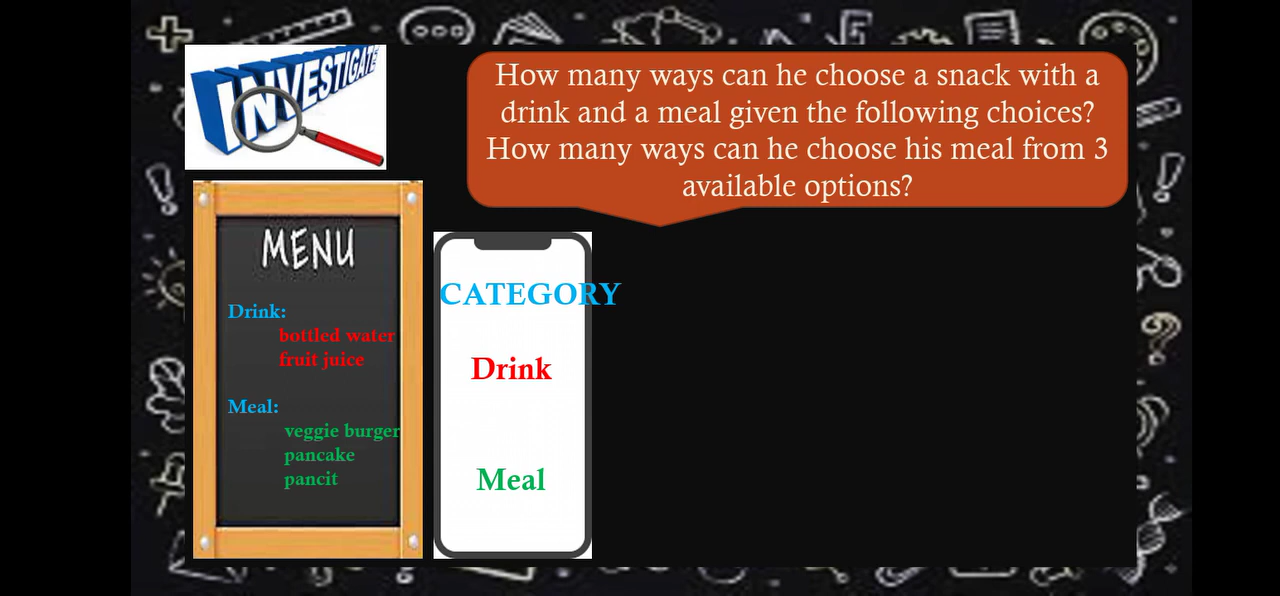 INVESTIGATE
How many ways can he choose a snack with a
drink and a meal given the following choices?
How many ways can he choose his meal from 3
available options?
MENU
Drink:
bottled water
fruit juice
Meal:
veggie burger
pancake
pancit
CATEGORY
Drink
Meal